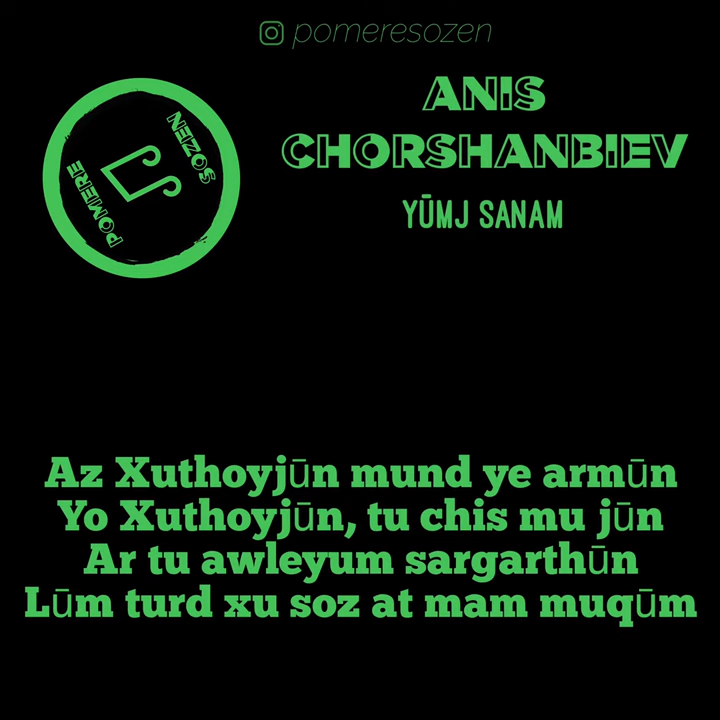 pomeresozen
POMERE
SOZEN
ANIS
CHORSHANBIEV
YŪMJ SANAM
Az Xuthoyjūn mund ye armūn
Yo Xuthoyjūn, tu chis mu jūn
Ar tu awleyum sargarthūn
Lūm turd xu soz at mam muqūm